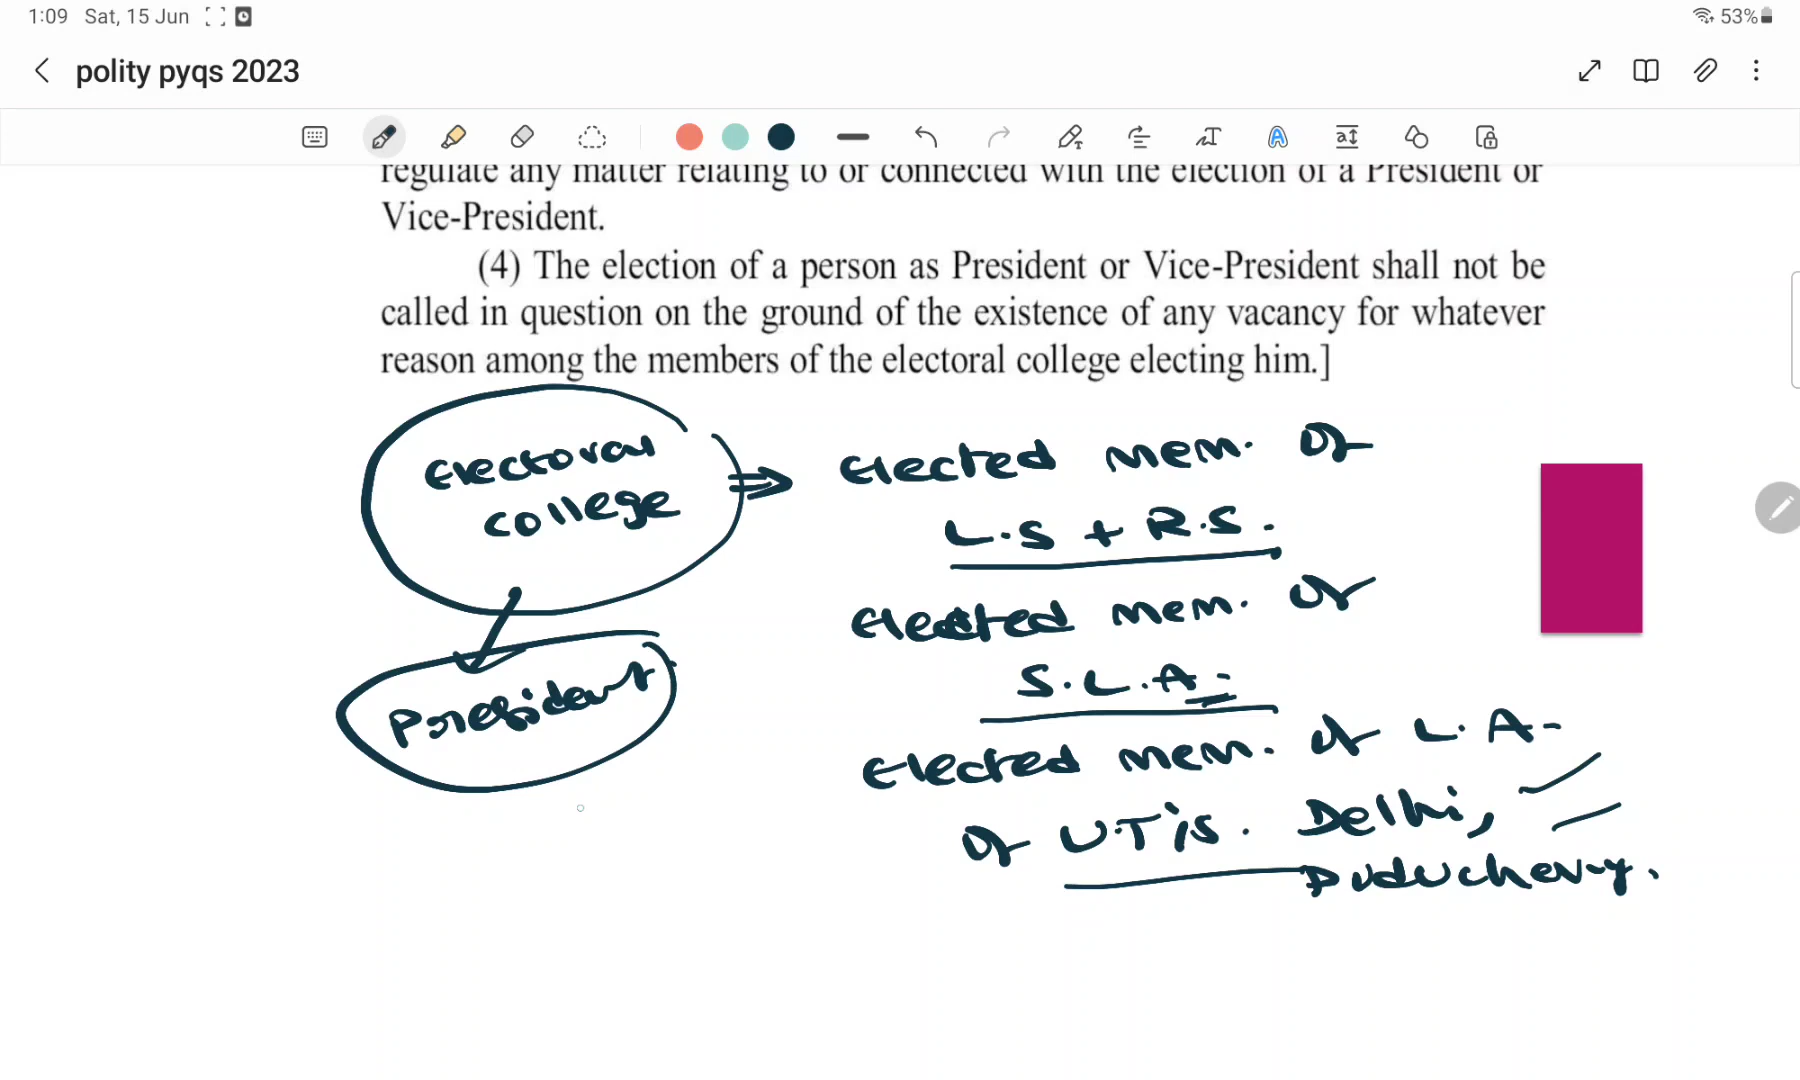 1:09 Sat, 15 Jun 53%
polity pyqs 2023
regulate any matter relating to or connected with the election of a President or
Vice-President.
(4) The election of a person as President or Vice-President shall not be
called in question on the ground of the existence of any vacancy for whatever
reason among the members of the electoral college electing him.]
Electoral
college
President
Elected mem. of
L.S + R.S.
Elected mem. of
S.L.A.
Elected mem. of L.A.
of U.T's. Delhi,
Puducherry.